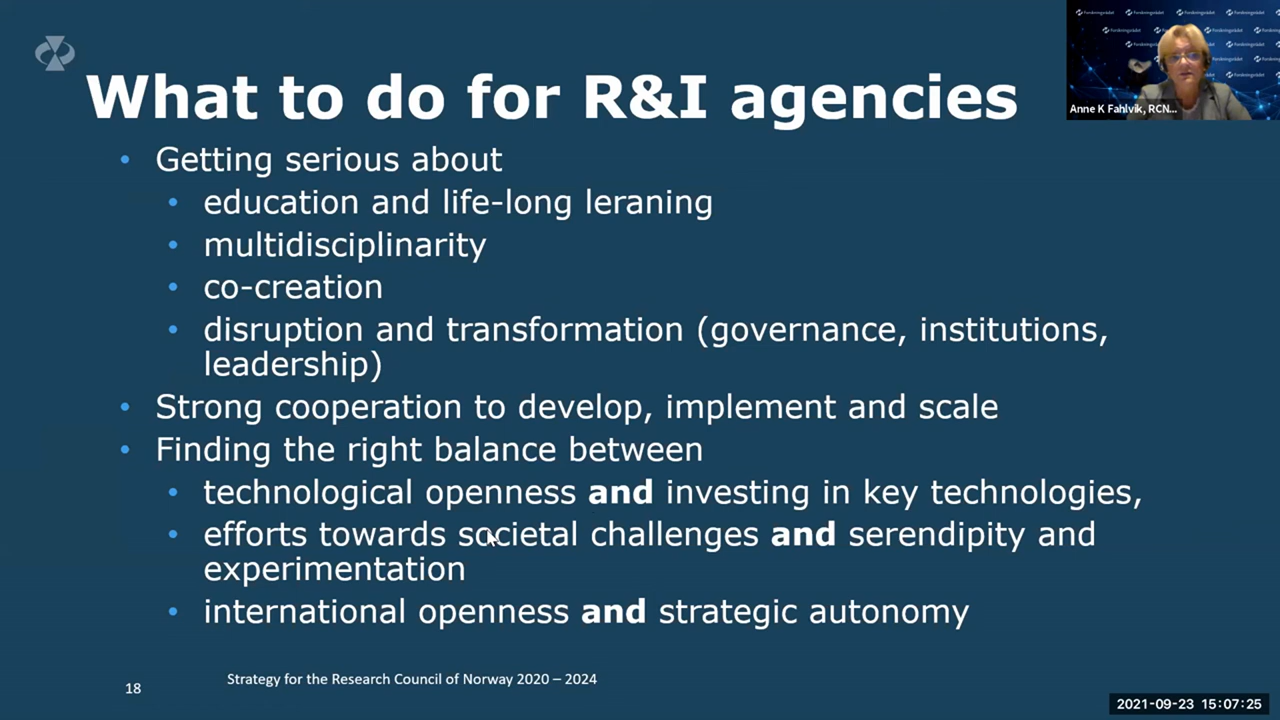 What to do for R&I agencies
Anne K Fahlvik, RCN...
• Getting serious about
• education and life-long leraning
• multidisciplinarity
• co-creation
• disruption and transformation (governance, institutions,
leadership)
• Strong cooperation to develop, implement and scale
• Finding the right balance between
• technological openness and investing in key technologies,
• efforts towards societal challenges and serendipity and
experimentation
• international openness and strategic autonomy
Strategy for the Research Council of Norway 2020 – 2024
18
2021-09-23 15:07:25